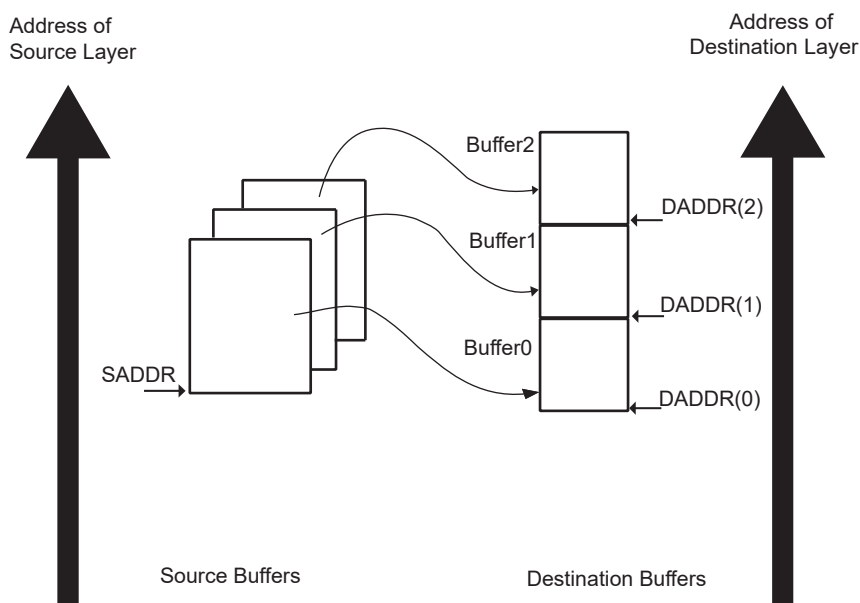 Address of
Source Layer
Address of
Destination Layer
Buffer2
DADDR(2)
Buffer1
DADDR(1)
Buffer0
SADDR
DADDR(0)
Source Buffers
Destination Buffers